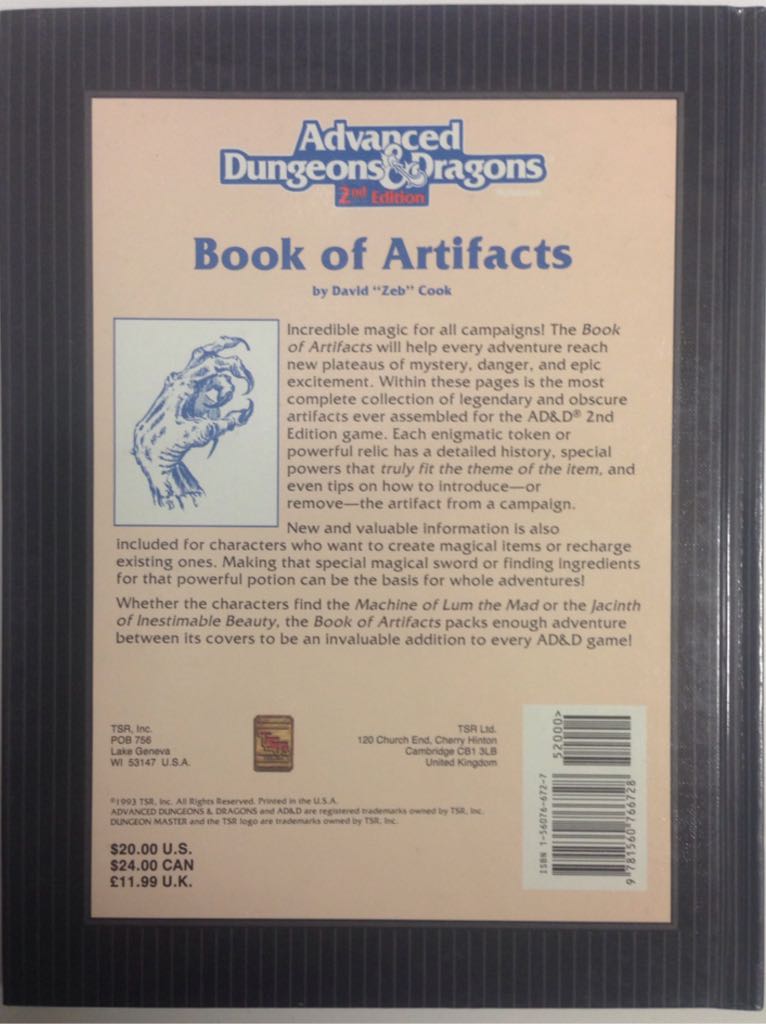 Advanced
Dungeons & Dragons
2nd Edition
Book of Artifacts
by David "Zeb" Cook
Incredible magic for all campaigns! The Book
of Artifacts will help every adventure reach
new plateaus of mystery, danger, and epic
excitement. Within these pages is the most
complete collection of legendary and obscure
artifacts ever assembled for the AD&D® 2nd
Edition game. Each enigmatic token or
powerful relic has a detailed history, special
powers that truly fit the theme of the item, and
even tips on how to introduce—or
remove—the artifact from a campaign.
New and valuable information is also
included for characters who want to create magical items or recharge
existing ones. Making that special magical sword or finding ingredients
for that powerful potion can be the basis for whole adventures!
Whether the characters find the Machine of Lum the Mad or the Jacinth
of Inestimable Beauty, the Book of Artifacts packs enough adventure
between its covers to be an invaluable addition to every AD&D game!
TSR, Inc.
POB 756
Lake Geneva
WI 53147 U.S.A.
TSR Ltd.
120 Church End, Cherry Hinton
Cambridge CB1 3LB
United Kingdom
©1993 TSR, Inc. All Rights Reserved. Printed in the U.S.A.
ADVANCED DUNGEONS & DRAGONS and AD&D are registered trademarks owned by TSR, Inc.
DUNGEON MASTER and the TSR logo are trademarks owned by TSR, Inc.
$20.00 U.S.
$24.00 CAN
£11.99 U.K.
52000>
ISBN 1-56076-672-7
9 781560 766728